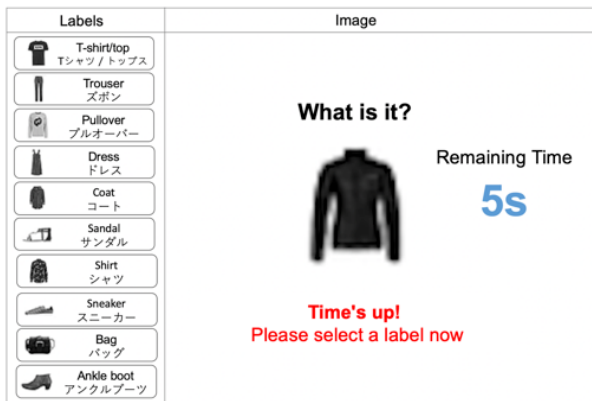 Labels
Image
T-shirt/top
Tシャツ / トップス
Trouser
ズボン
Pullover
プルオーバー
Dress
ドレス
Coat
コート
Sandal
サンダル
Shirt
シャツ
Sneaker
スニーカー
Bag
バッグ
Ankle boot
アンクルブーツ
What is it?
Remaining Time
5s
Time's up!
Please select a label now